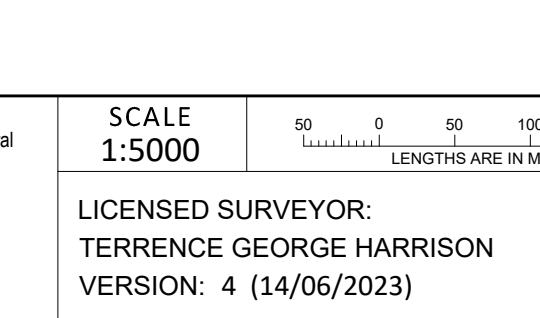 al
SCALE
1:5000
50 0 50 100
LENGTHS ARE IN M
LICENSED SURVEYOR:
TERRENCE GEORGE HARRISON
VERSION: 4 (14/06/2023)